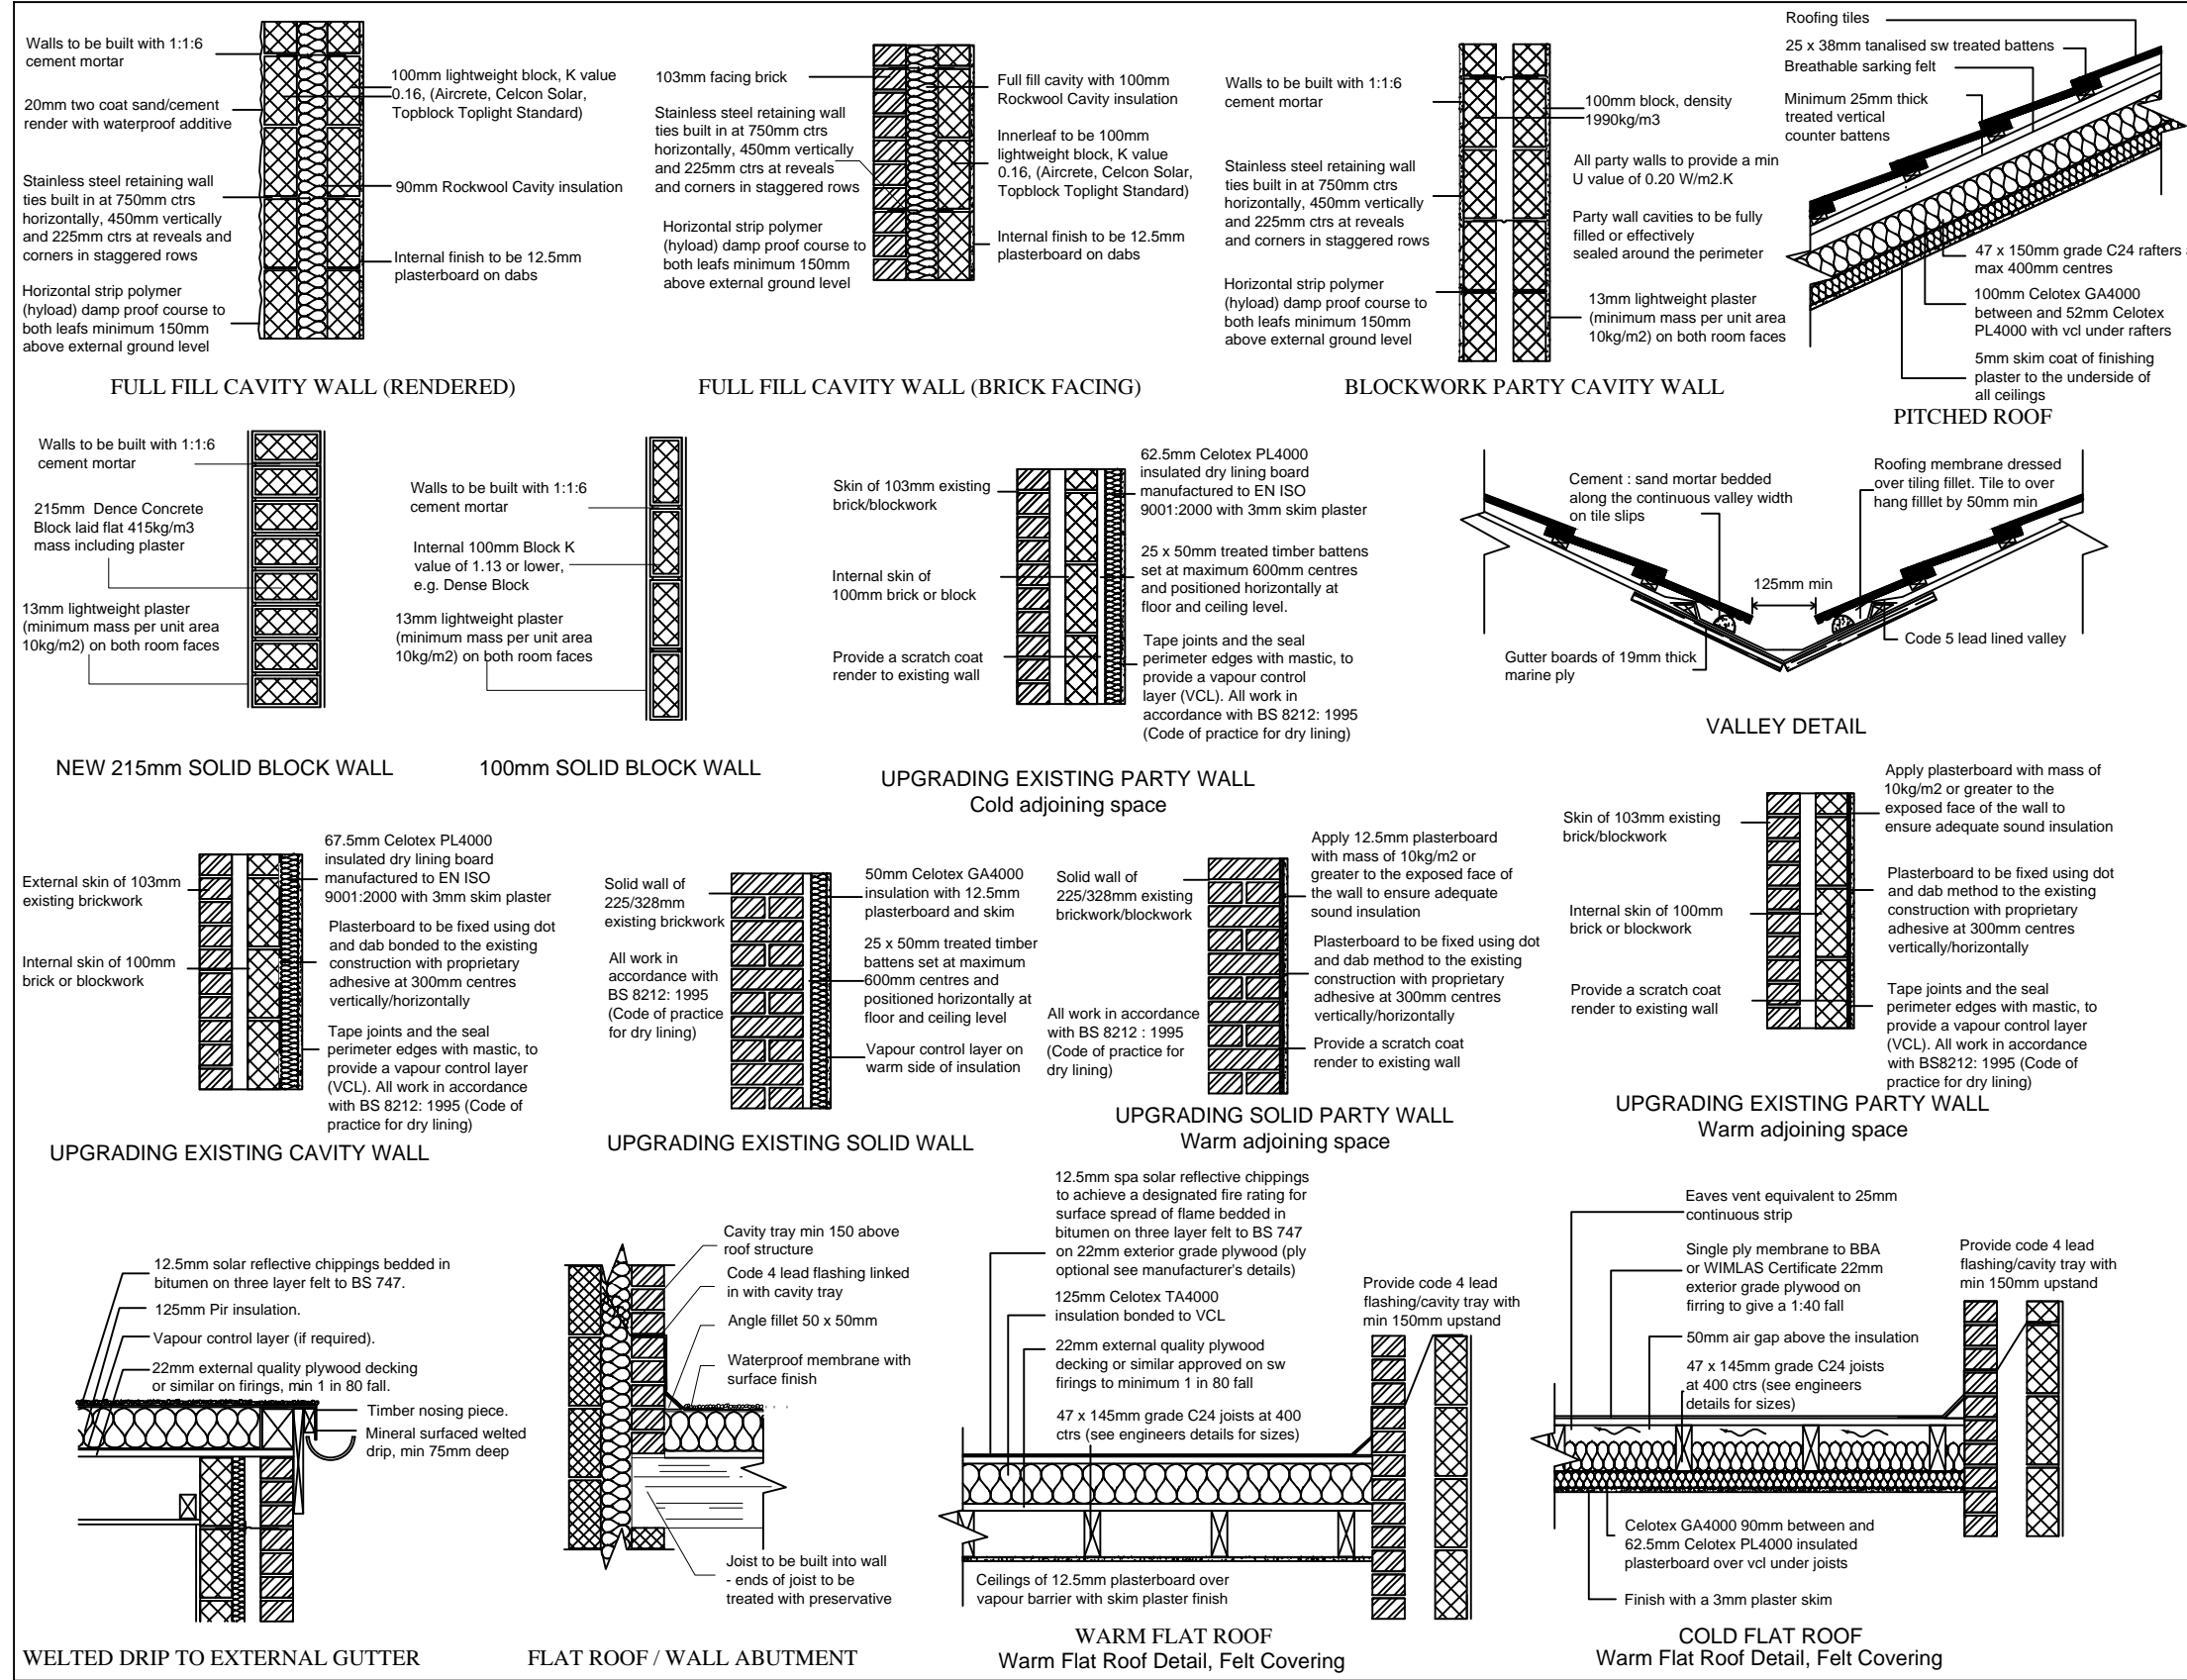 Walls to be built with 1:1:6
cement mortar
20mm two coat sand/cement
render with waterproof additive
Stainless steel retaining wall
ties built in at 750mm ctrs
horizontally, 450mm vertically
and 225mm ctrs at reveals and
corners in staggered rows
Horizontal strip polymer
(hyload) damp proof course to
both leafs minimum 150mm
above external ground level
100mm lightweight block, K value
0.16, (Aircrete, Celcon Solar,
Topblock Toplight Standard)
90mm Rockwool Cavity insulation
Internal finish to be 12.5mm
plasterboard on dabs
FULL FILL CAVITY WALL (RENDERED)
103mm facing brick
Stainless steel retaining wall
ties built in at 750mm ctrs
horizontally, 450mm vertically
and 225mm ctrs at reveals
and corners in staggered rows
Horizontal strip polymer
(hyload) damp proof course to
both leafs minimum 150mm
above external ground level
Full fill cavity with 100mm
Rockwool Cavity insulation
Innerleaf to be 100mm
lightweight block, K value
0.16, (Aircrete, Celcon Solar,
Topblock Toplight Standard)
Internal finish to be 12.5mm
plasterboard on dabs
FULL FILL CAVITY WALL (BRICK FACING)
Walls to be built with 1:1:6
cement mortar
Stainless steel retaining wall
ties built in at 750mm ctrs
horizontally, 450mm vertically
and 225mm ctrs at reveals
and corners in staggered rows
Horizontal strip polymer
(hyload) damp proof course to
both leafs minimum 150mm
above external ground level
100mm block, density
1990kg/m3
All party walls to provide a min
U value of 0.20 W/m2.K
Party wall cavities to be fully
filled or effectively
sealed around the perimeter
13mm lightweight plaster
(minimum mass per unit area
10kg/m2) on both room faces
BLOCKWORK PARTY CAVITY WALL
Roofing tiles
25 x 38mm tanalised sw treated battens
Breathable sarking felt
Minimum 25mm thick
treated vertical
counter battens
47 x 150mm grade C24 rafters
max 400mm centres
100mm Celotex GA4000
between and 52mm Celotex
PL4000 with vcl under rafters
5mm skim coat of finishing
plaster to the underside of
all ceilings
PITCHED ROOF
Walls to be built with 1:1:6
cement mortar
215mm Dence Concrete
Block laid flat 415kg/m3
mass including plaster
13mm lightweight plaster
(minimum mass per unit area
10kg/m2) on both room faces
NEW 215mm SOLID BLOCK WALL
Walls to be built with 1:1:6
cement mortar
Internal 100mm Block K
value of 1.13 or lower,
e.g. Dense Block
13mm lightweight plaster
(minimum mass per unit area
10kg/m2) on both room faces
100mm SOLID BLOCK WALL
Skin of 103mm existing
brick/blockwork
Internal skin of
100mm brick or block
Provide a scratch coat
render to existing wall
62.5mm Celotex PL4000
insulated dry lining board
manufactured to EN ISO
9001:2000 with 3mm skim plaster
25 x 50mm treated timber battens
set at maximum 600mm centres
and positioned horizontally at
floor and ceiling level.
Tape joints and the seal
perimeter edges with mastic, to
provide a vapour control
layer (VCL). All work in
accordance with BS 8212: 1995
(Code of practice for dry lining)
UPGRADING EXISTING PARTY WALL
Cold adjoining space
Cement : sand mortar bedded
along the continuous valley width
on tile slips
Roofing membrane dressed
over tiling fillet. Tile to over
hang filllet by 50mm min
125mm min
Code 5 lead lined valley
Gutter boards of 19mm thick
marine ply
VALLEY DETAIL
External skin of 103mm
existing brickwork
Internal skin of 100mm
brick or blockwork
67.5mm Celotex PL4000
insulated dry lining board
manufactured to EN ISO
9001:2000 with 3mm skim plaster
Plasterboard to be fixed using dot
and dab bonded to the existing
construction with proprietary
adhesive at 300mm centres
vertically/horizontally
Tape joints and the seal
perimeter edges with mastic, to
provide a vapour control layer
(VCL). All work in accordance
with BS 8212: 1995 (Code of
practice for dry lining)
UPGRADING EXISTING CAVITY WALL
Solid wall of
225/328mm
existing brickwork
All work in
accordance with
BS 8212: 1995
(Code of practice
for dry lining)
50mm Celotex GA4000
insulation with 12.5mm
plasterboard and skim
25 x 50mm treated timber
battens set at maximum
600mm centres and
positioned horizontally at
floor and ceiling level
Vapour control layer on
warm side of insulation
UPGRADING EXISTING SOLID WALL
Solid wall of
225/328mm existing
brickwork/blockwork
All work in accordance
with BS 8212 : 1995
(Code of practice for
dry lining)
Apply 12.5mm plasterboard
with mass of 10kg/m2 or
greater to the exposed face of
the wall to ensure adequate
sound insulation
Plasterboard to be fixed using dot
and dab method to the existing
construction with proprietary
adhesive at 300mm centres
vertically/horizontally
Provide a scratch coat
render to existing wall
UPGRADING SOLID PARTY WALL
Warm adjoining space
Skin of 103mm existing
brick/blockwork
Internal skin of 100mm
brick or blockwork
Provide a scratch coat
render to existing wall
Apply plasterboard with mass of
10kg/m2 or greater to the
exposed face of the wall to
ensure adequate sound insulation
Plasterboard to be fixed using dot
and dab method to the existing
construction with proprietary
adhesive at 300mm centres
vertically/horizontally
Tape joints and the seal
perimeter edges with mastic, to
provide a vapour control layer
(VCL). All work in accordance
with BS8212: 1995 (Code of
practice for dry lining)
UPGRADING EXISTING PARTY WALL
Warm adjoining space
12.5mm solar reflective chippings bedded in
bitumen on three layer felt to BS 747.
125mm Pir insulation.
Vapour control layer (if required).
22mm external quality plywood decking
or similar on firings, min 1 in 80 fall.
Timber nosing piece.
Mineral surfaced welted
drip, min 75mm deep
WELTED DRIP TO EXTERNAL GUTTER
Cavity tray min 150 above
roof structure
Code 4 lead flashing linked
in with cavity tray
Angle fillet 50 x 50mm
Waterproof membrane with
surface finish
Joist to be built into wall
- ends of joist to be
treated with preservative
FLAT ROOF / WALL ABUTMENT
12.5mm spa solar reflective chippings
to achieve a designated fire rating for
surface spread of flame bedded in
bitumen on three layer felt to BS 747
on 22mm exterior grade plywood (ply
optional see manufacturer's details)
125mm Celotex TA4000
insulation bonded to VCL
22mm external quality plywood
decking or similar approved on sw
firings to minimum 1 in 80 fall
47 x 145mm grade C24 joists at 400
ctrs (see engineers details for sizes)
Provide code 4 lead
flashing/cavity tray with
min 150mm upstand
Ceilings of 12.5mm plasterboard over
vapour barrier with skim plaster finish
WARM FLAT ROOF
Warm Flat Roof Detail, Felt Covering
Eaves vent equivalent to 25mm
continuous strip
Single ply membrane to BBA
or WIMLAS Certificate 22mm
exterior grade plywood on
firring to give a 1:40 fall
50mm air gap above the insulation
47 x 145mm grade C24 joists
at 400 ctrs (see engineers
details for sizes)
Provide code 4 lead
flashing/cavity tray with
min 150mm upstand
Celotex GA4000 90mm between and
62.5mm Celotex PL4000 insulated
plasterboard over vcl under joists
Finish with a 3mm plaster skim
COLD FLAT ROOF
Warm Flat Roof Detail, Felt Covering